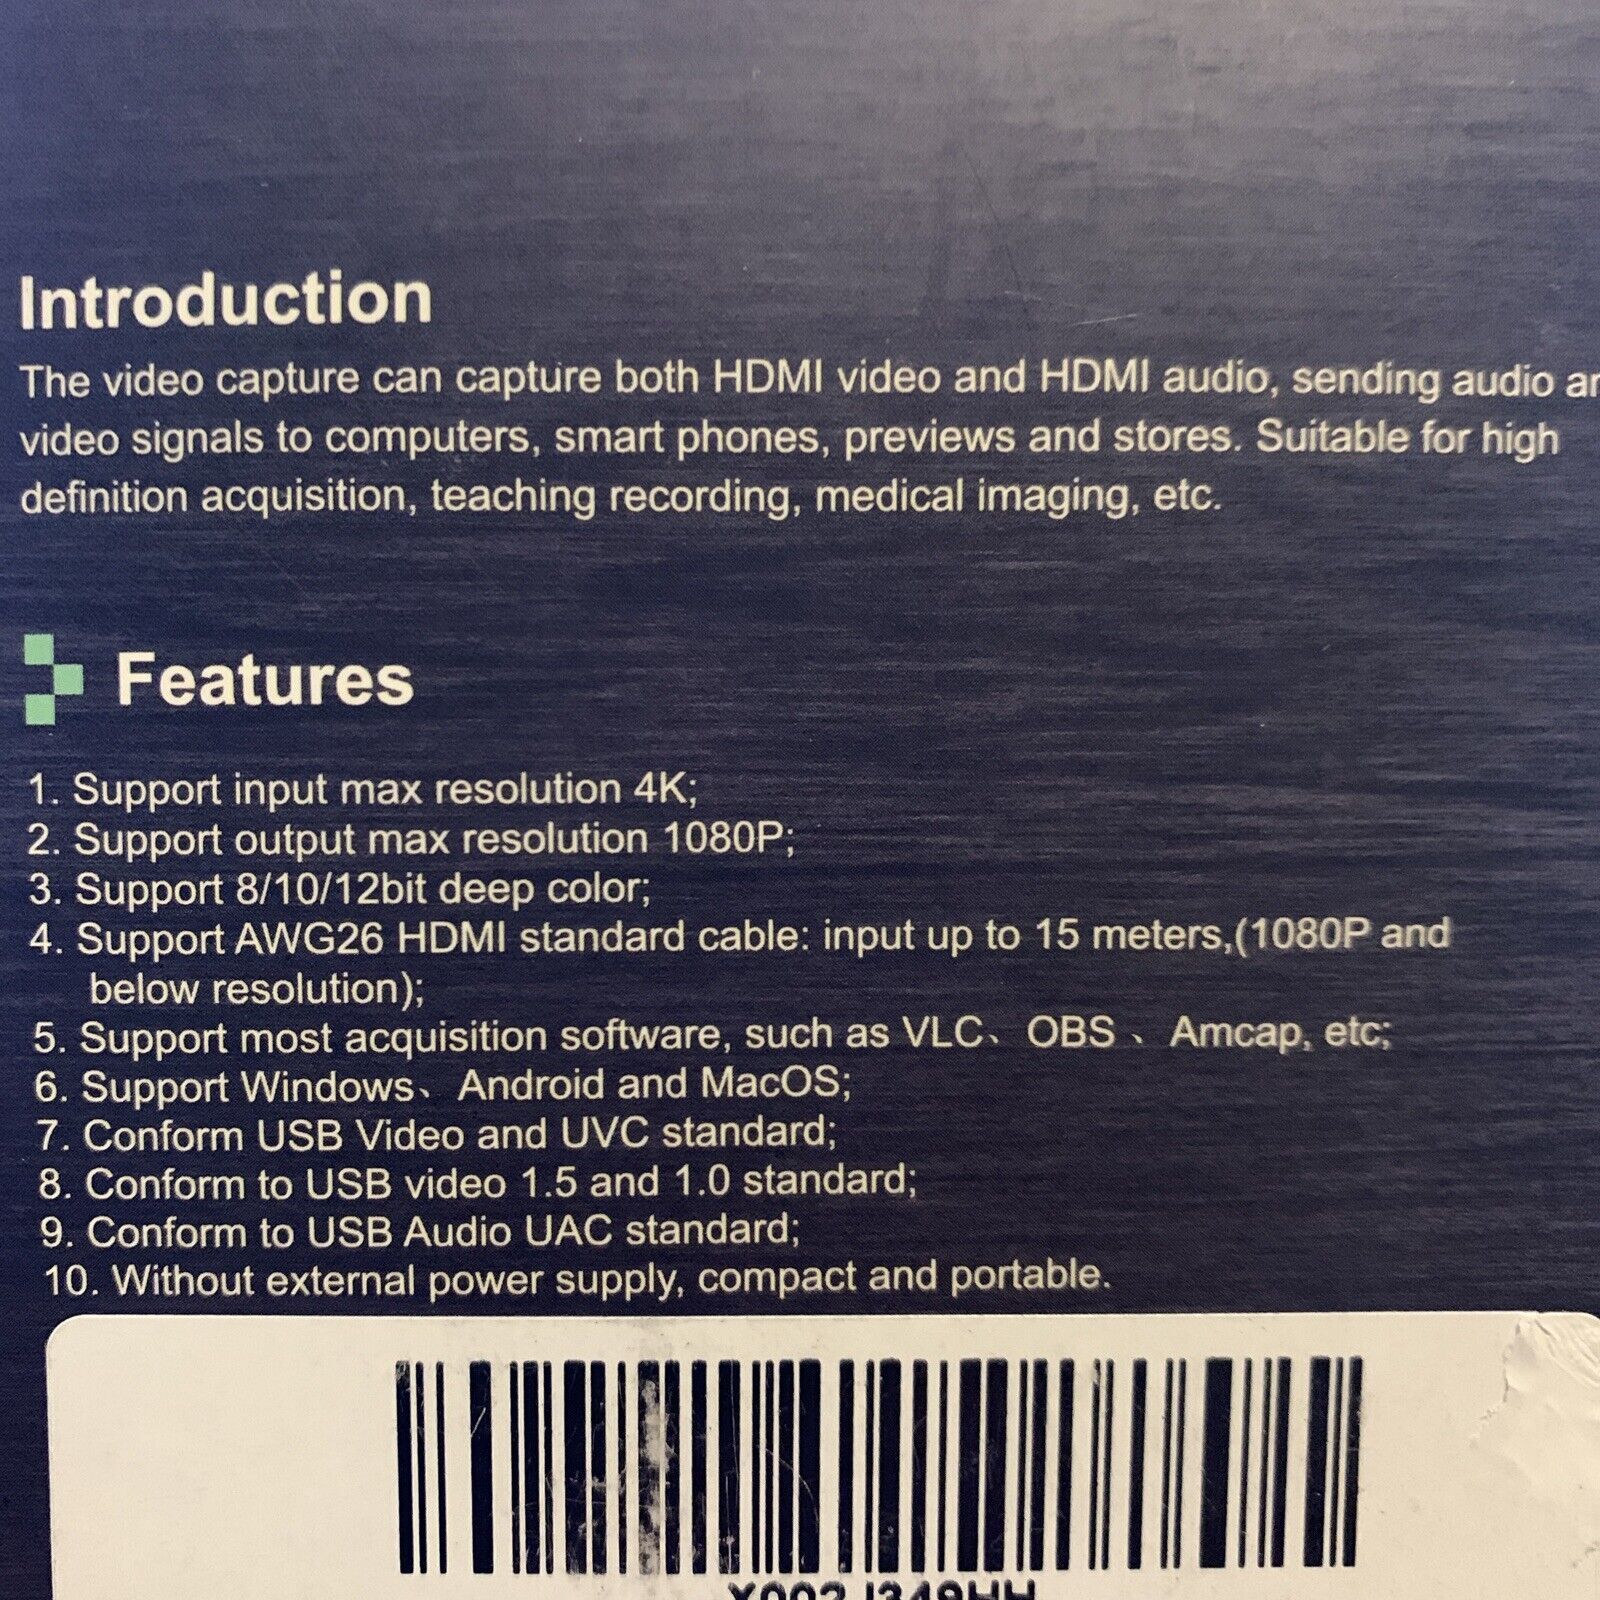 Introduction
The video capture can capture both HDMI video and HDMI audio, sending audio
video signals to computers, smart phones, previews and stores. Suitable for high
definition acquisition, teaching recording, medical imaging, etc.
Features
1. Support input max resolution 4K;
2. Support output max resolution 1080P;
3. Support 8/10/12bit deep color;
4. Support AWG26 HDMI standard cable: input up to 15 meters,(1080P and
below resolution);
5. Support most acquisition software, such as VLC、 OBS 、 Amcap, etc;
6. Support Windows、 Android and MacOS;
7. Conform USB Video and UVC standard;
8. Conform to USB video 1.5 and 1.0 standard;
9. Conform to USB Audio UAC standard;
10. Without external power supply, compact and portable.